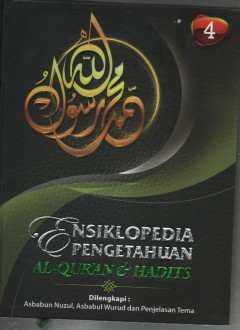 4
محمد رسول الله
ENSIKLOPEDIA
PENGETAHUAN
AL-QURAN & HADITS
Dilengkapi :
Asbabun Nuzul, Asbabul Wurud dan Penjelasan Tema